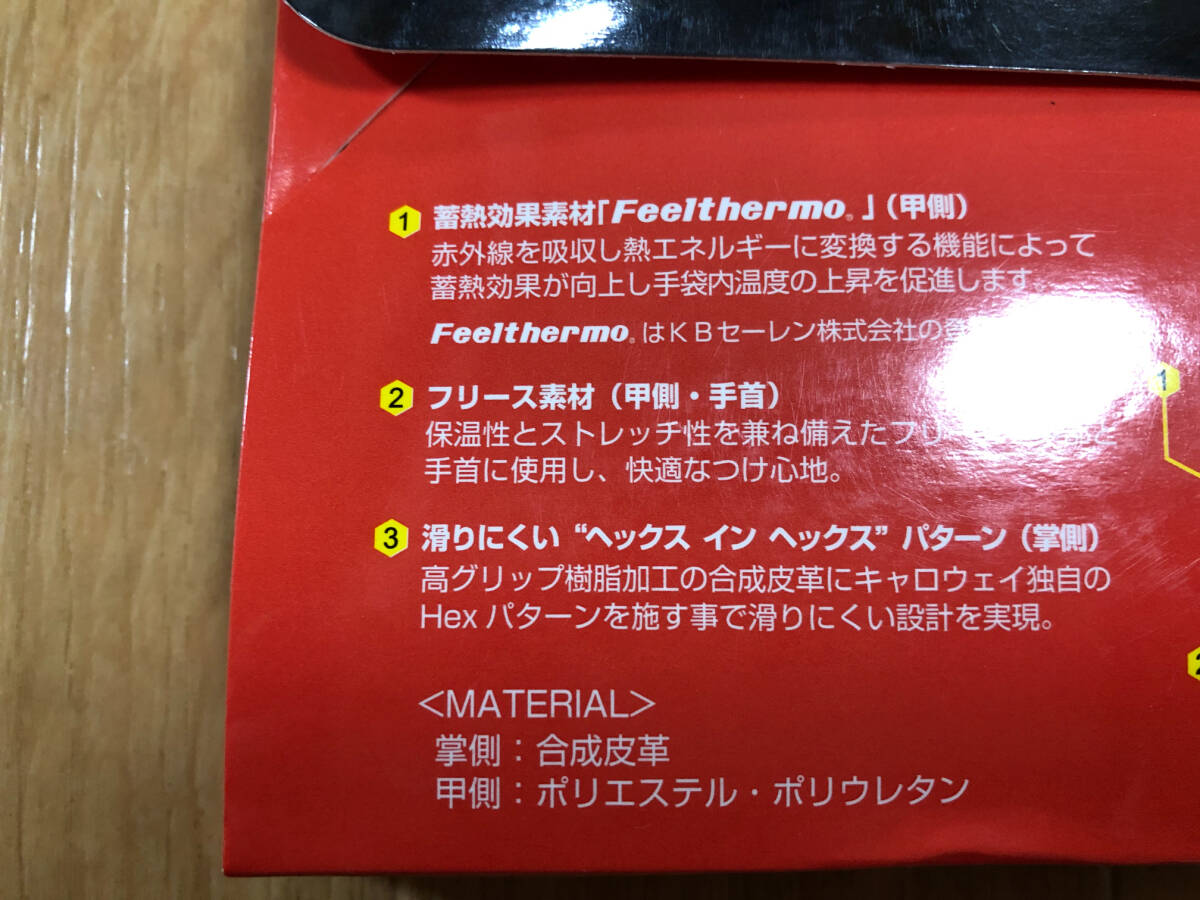 1 蓄熱効果素材「Feelthermo®」（甲側）
赤外線を吸収し熱エネルギーに変換する機能によって
蓄熱効果が向上し手袋内温度の上昇を促進します。
Feelthermo®はＫＢセーレン株式会社の
1
2 フリース素材（甲側・手首）
保温性とストレッチ性を兼ね備えたフリ
手首に使用し、快適なつけ心地。
3 滑りにくい “ヘックス イン ヘックス” パターン（掌側）
高グリップ樹脂加工の合成皮革にキャロウェイ独自の
Hex パターンを施す事で滑りにくい設計を実現。
2
＜MATERIAL＞
掌側：合成皮革
甲側：ポリエステル・ポリウレタン